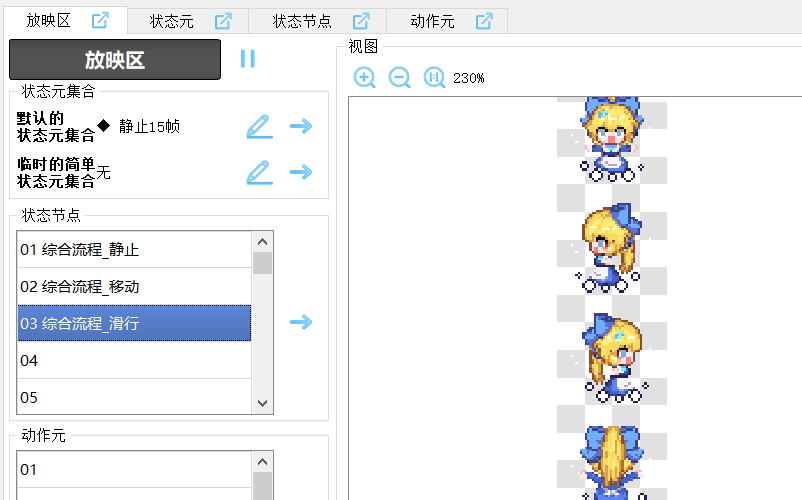 放映区 状态元 状态节点 动作元
放映区
视图
230%
状态元集合
默认的
状态元集合◆ 静止15帧
临时的简单
状态元集合无
状态节点
01 综合流程_静止
02 综合流程_移动
03 综合流程_滑行
04
05
动作元
01